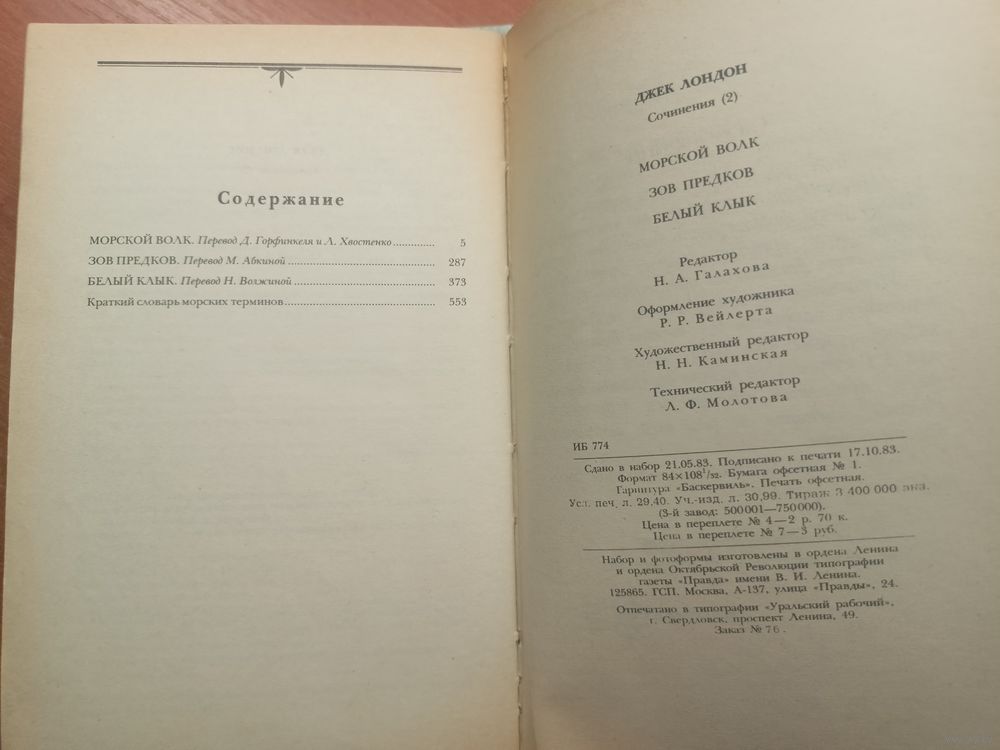 Содержание
МОРСКОЙ ВОЛК. Перевод Д. Горфинкеля и Л. Хвостенко .............. 5
ЗОВ ПРЕДКОВ. Перевод М. Абкиной .................................................. 287
БЕЛЫЙ КЛЫК. Перевод Н. Волжиной ................................................ 373
Краткий словарь морских терминов ................................................... 553
ДЖЕК ЛОНДОН
Сочинения (2)
МОРСКОЙ ВОЛК
ЗОВ ПРЕДКОВ
БЕЛЫЙ КЛЫК
Редактор
Н. А. Галахова
Оформление художника
Р. Р. Вейлерта
Художественный редактор
Н. Н. Каминская
Технический редактор
Л. Ф. Молотова
ИБ 774
Сдано в набор 21.05.83. Подписано к печати 17.10.83.
Формат 84×108¹/₃₂. Бумага офсетная № 1.
Гарнитура «Баскервиль». Печать офсетная.
Усл. печ. л. 29,40. Уч.-изд. л. 30,99. Тираж 3 400 000 экз.
(3-й завод: 500001—750000).
Цена в переплете № 4—2 р. 70 к.
Цена в переплете № 7—3 руб.
Набор и фотоформы изготовлены в ордена Ленина
и ордена Октябрьской Революции типографии
газеты «Правда» имени В. И. Ленина.
125865. ГСП. Москва, А-137, улица «Правды», 24.
Отпечатано в типографии «Уральский рабочий»,
г. Свердловск, проспект Ленина, 49.
Заказ № 76.